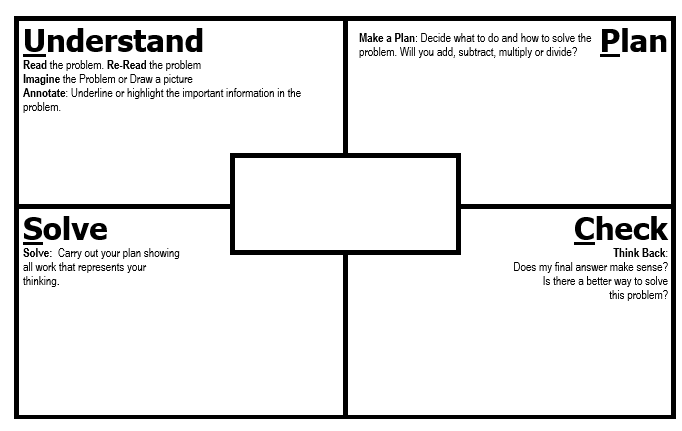 Understand
Read the problem. Re-Read the problem
Imagine the Problem or Draw a picture
Annotate: Underline or highlight the important information in the
problem.
Plan
Make a Plan: Decide what to do and how to solve the
problem. Will you add, subtract, multiply or divide?
Solve
Solve:  Carry out your plan showing
all work that represents your
thinking.
Check
Think Back:
Does my final answer make sense?
Is there a better way to solve
this problem?